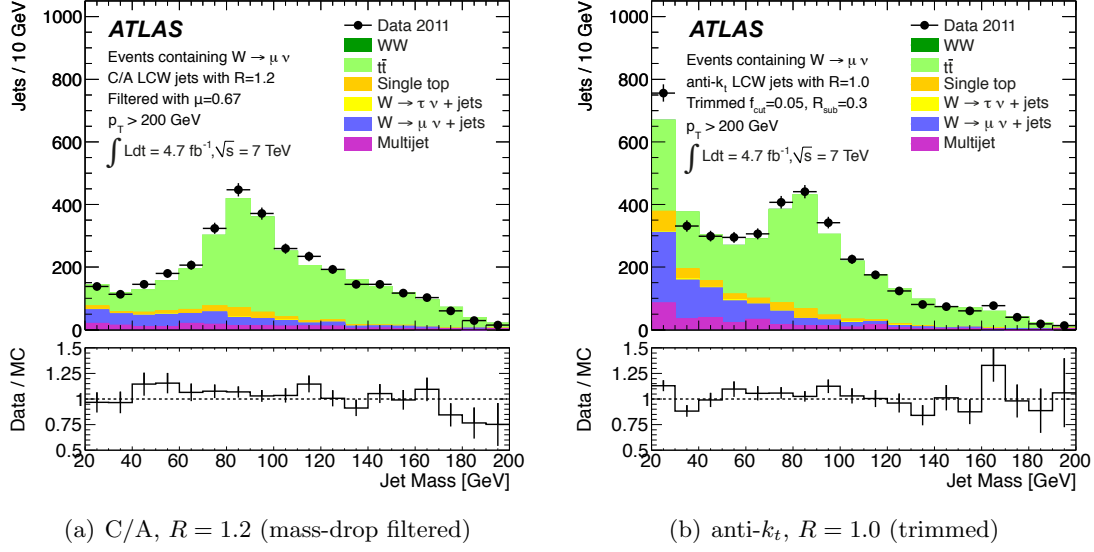 Jets / 10 GeV
1000
800
600
400
200
0
ATLAS
Events containing W → μ ν
C/A LCW jets with R=1.2
Filtered with μ=0.67
p_T > 200 GeV
∫ Ldt = 4.7 fb⁻¹,√s = 7 TeV
Data 2011
WW
tt̄
Single top
W → τ ν + jets
W → μ ν + jets
Multijet
Data / MC
1.5
1.25
1
0.75
0.5
20 40 60 80 100 120 140 160 180 200
Jet Mass [GeV]
(a) C/A, R = 1.2 (mass-drop filtered)
Jets / 10 GeV
1000
800
600
400
200
0
ATLAS
Events containing W → μ ν
anti-k_t LCW jets with R=1.0
Trimmed f_cut=0.05, R_sub=0.3
p_T > 200 GeV
∫ Ldt = 4.7 fb⁻¹,√s = 7 TeV
Data 2011
WW
tt̄
Single top
W → τ ν + jets
W → μ ν + jets
Multijet
Data / MC
1.5
1.25
1
0.75
0.5
20 40 60 80 100 120 140 160 180 200
Jet Mass [GeV]
(b) anti-k_t, R = 1.0 (trimmed)